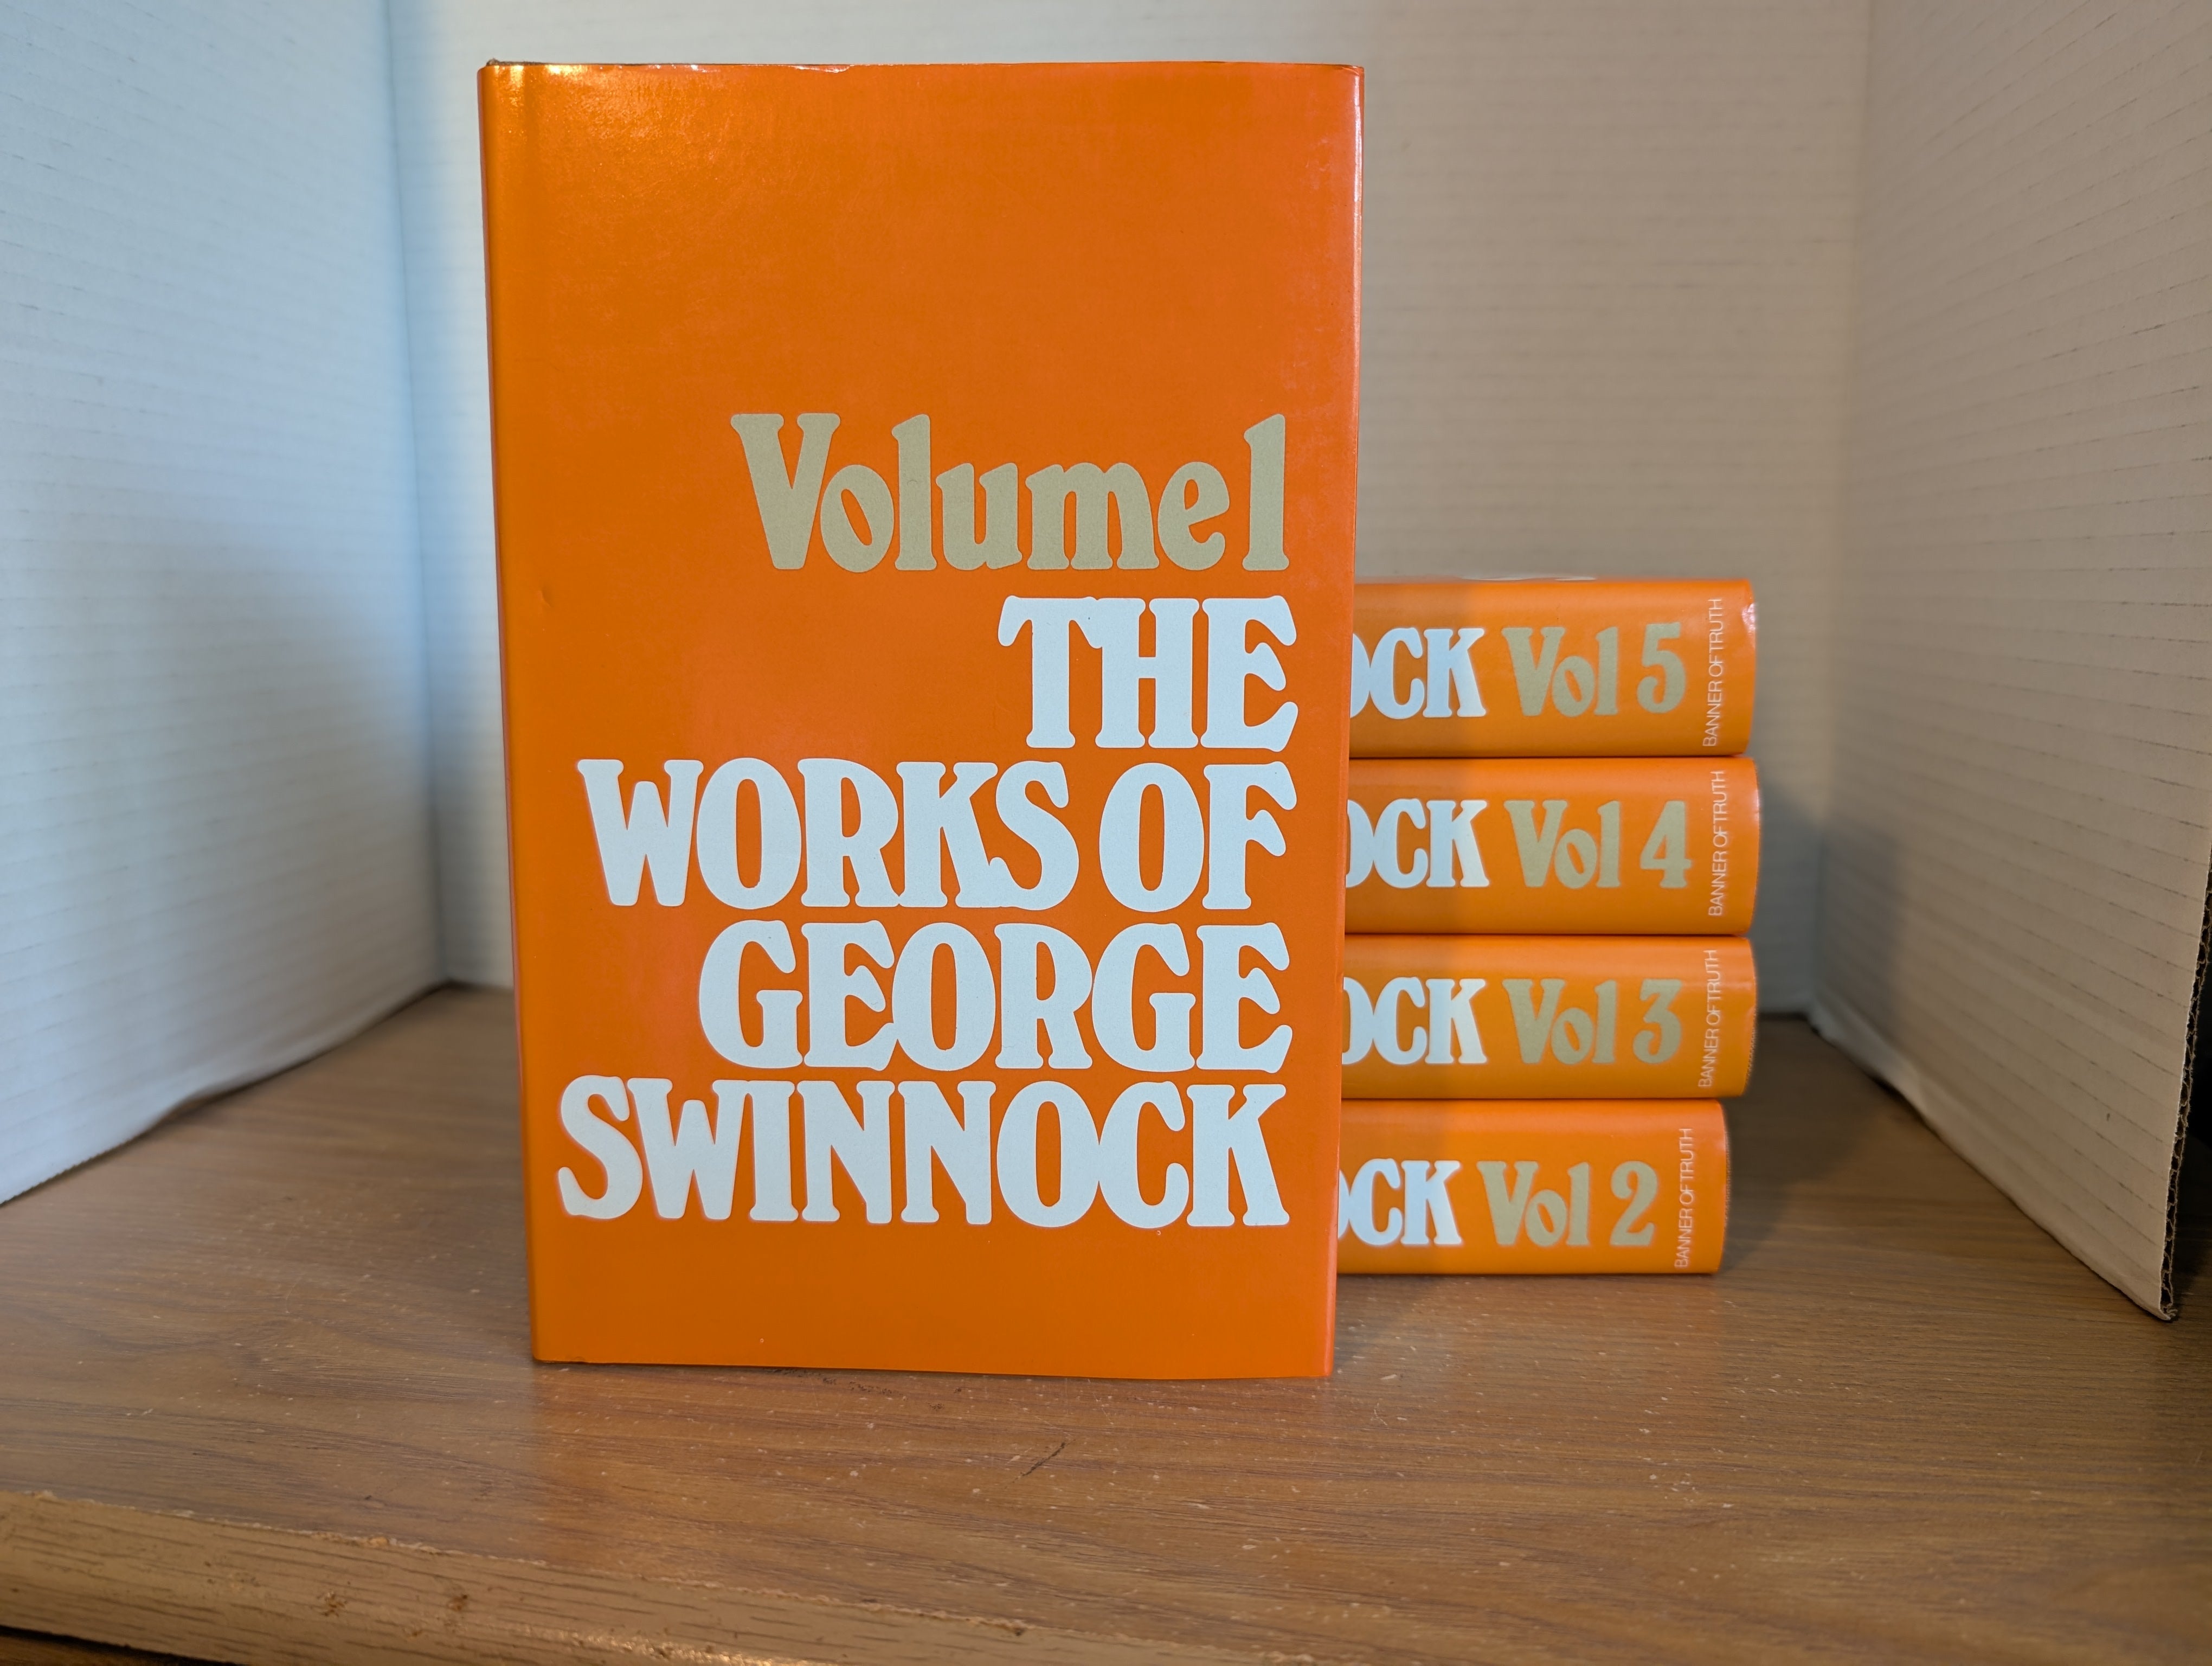 Volume 1
THE
WORKS OF
GEORGE
SWINNOCK
OCK Vol 5
BANNER OF TRUTH
OCK Vol 4
BANNER OF TRUTH
OCK Vol 3
BANNER OF TRUTH
OCK Vol 2
BANNER OF TRUTH